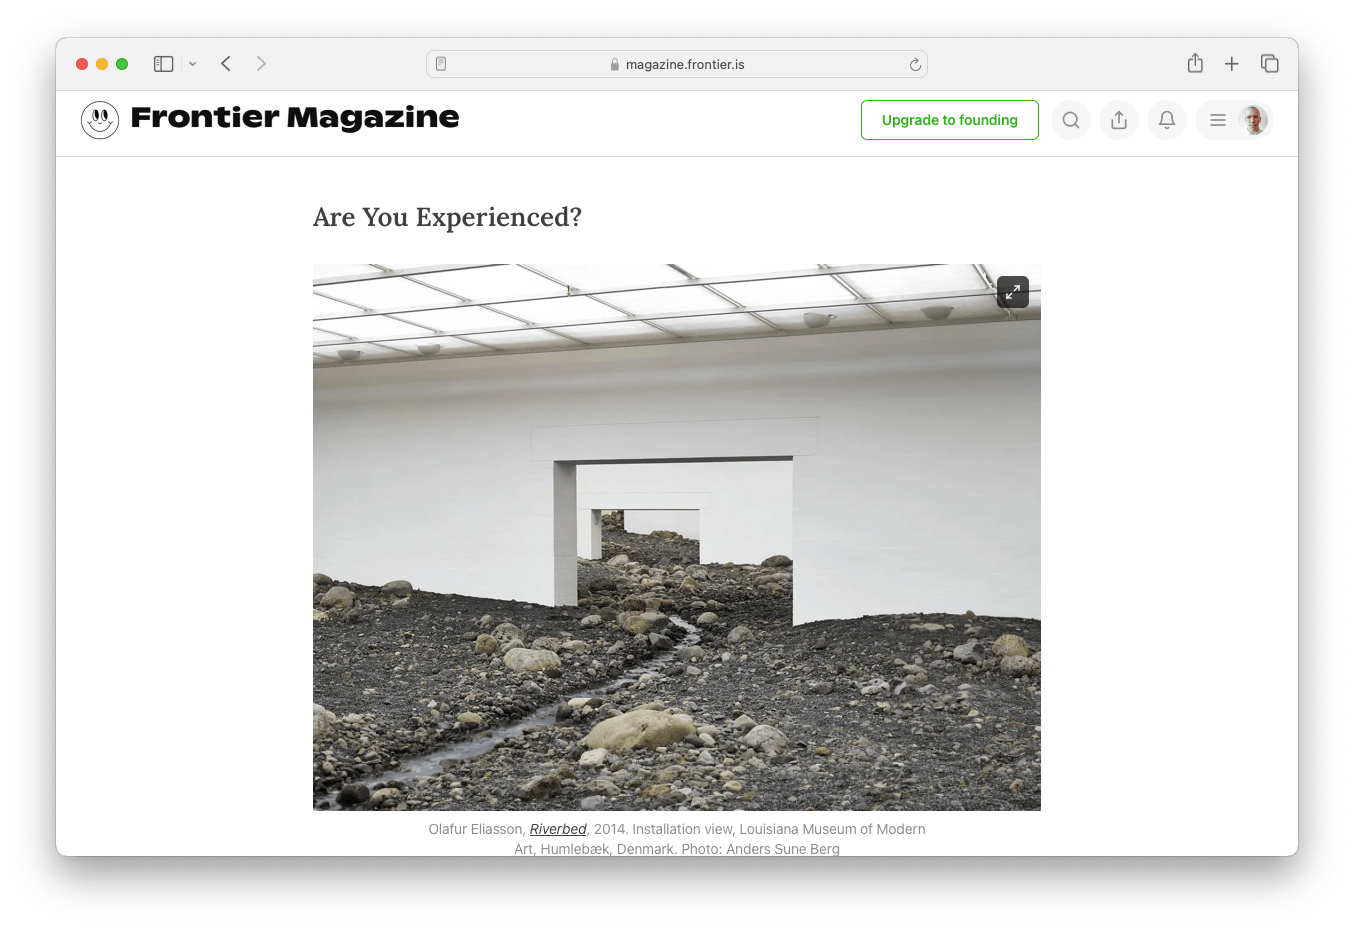 magazine.frontier.is
Frontier Magazine
Upgrade to founding
Are You Experienced?
Olafur Eliasson, Riverbed, 2014. Installation view, Louisiana Museum of Modern
Art, Humlebæk, Denmark. Photo: Anders Sune Berg